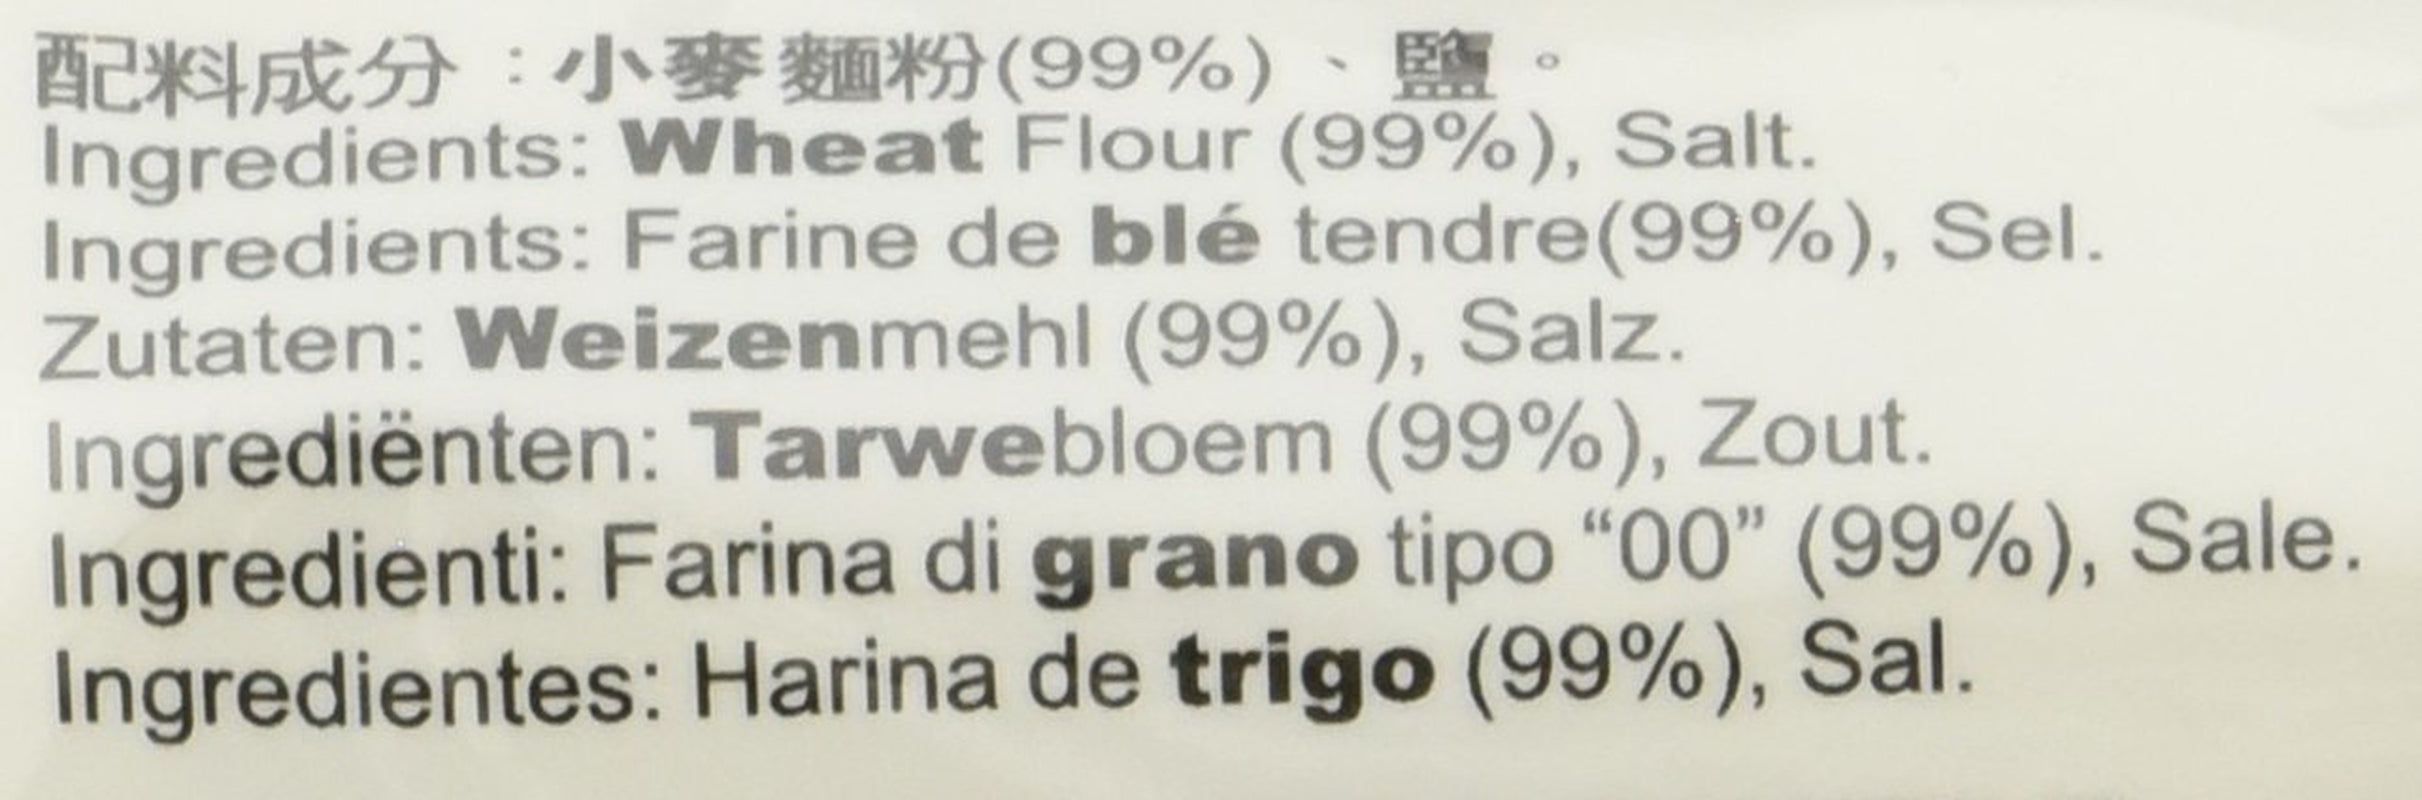 配料成分：小麥麵粉(99%)、鹽。
Ingredients: Wheat Flour (99%), Salt.
Ingredients: Farine de blé tendre(99%), Sel.
Zutaten: Weizenmehl (99%), Salz.
Ingrediënten: Tarwebloem (99%), Zout.
Ingredienti: Farina di grano tipo “00” (99%), Sale.
Ingredientes: Harina de trigo (99%), Sal.